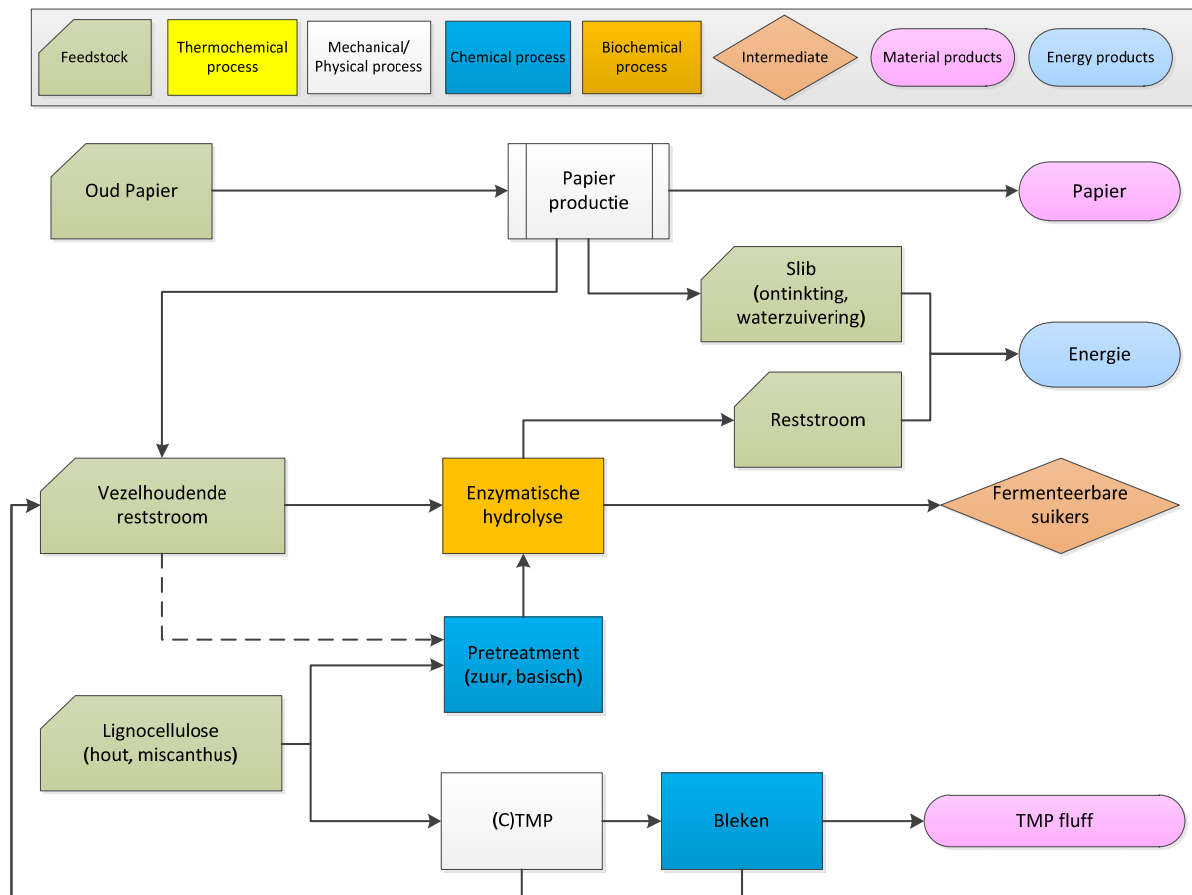 Feedstock
Thermochemical
process
Mechanical/
Physical process
Chemical process
Biochemical
process
Intermediate
Material products
Energy products
Oud Papier
Papier
productie
Papier
Slib
(ontinkting,
waterzuivering)
Energie
Reststroom
Vezelhoudende
reststroom
Enzymatische
hydrolyse
Fermenteerbare
suikers
Pretreatment
(zuur, basisch)
Lignocellulose
(hout, miscanthus)
(C)TMP
Bleken
TMP fluff